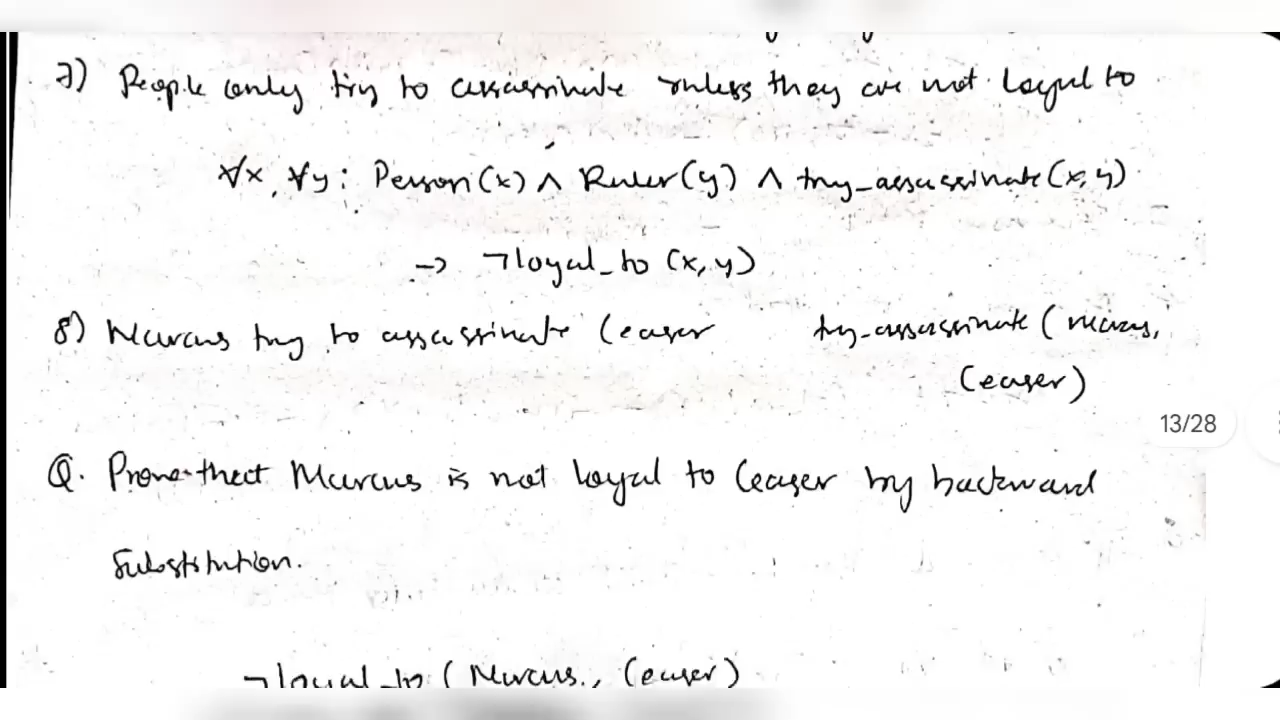 7) People only try to assassinate rulers they are not loyal to
∀x, ∀y : Person(x) ∧ Ruler(y) ∧ try_assassinate(x,y)
→ ¬loyal_to (x,y)
8) Marcus try to assassinate Ceaser try_assassinate (marcus,
Ceaser)
13/28
Q. Prove that Marcus is not loyal to Ceaser by backward
substitution.
¬loyal_to (Marcus, Ceaser)